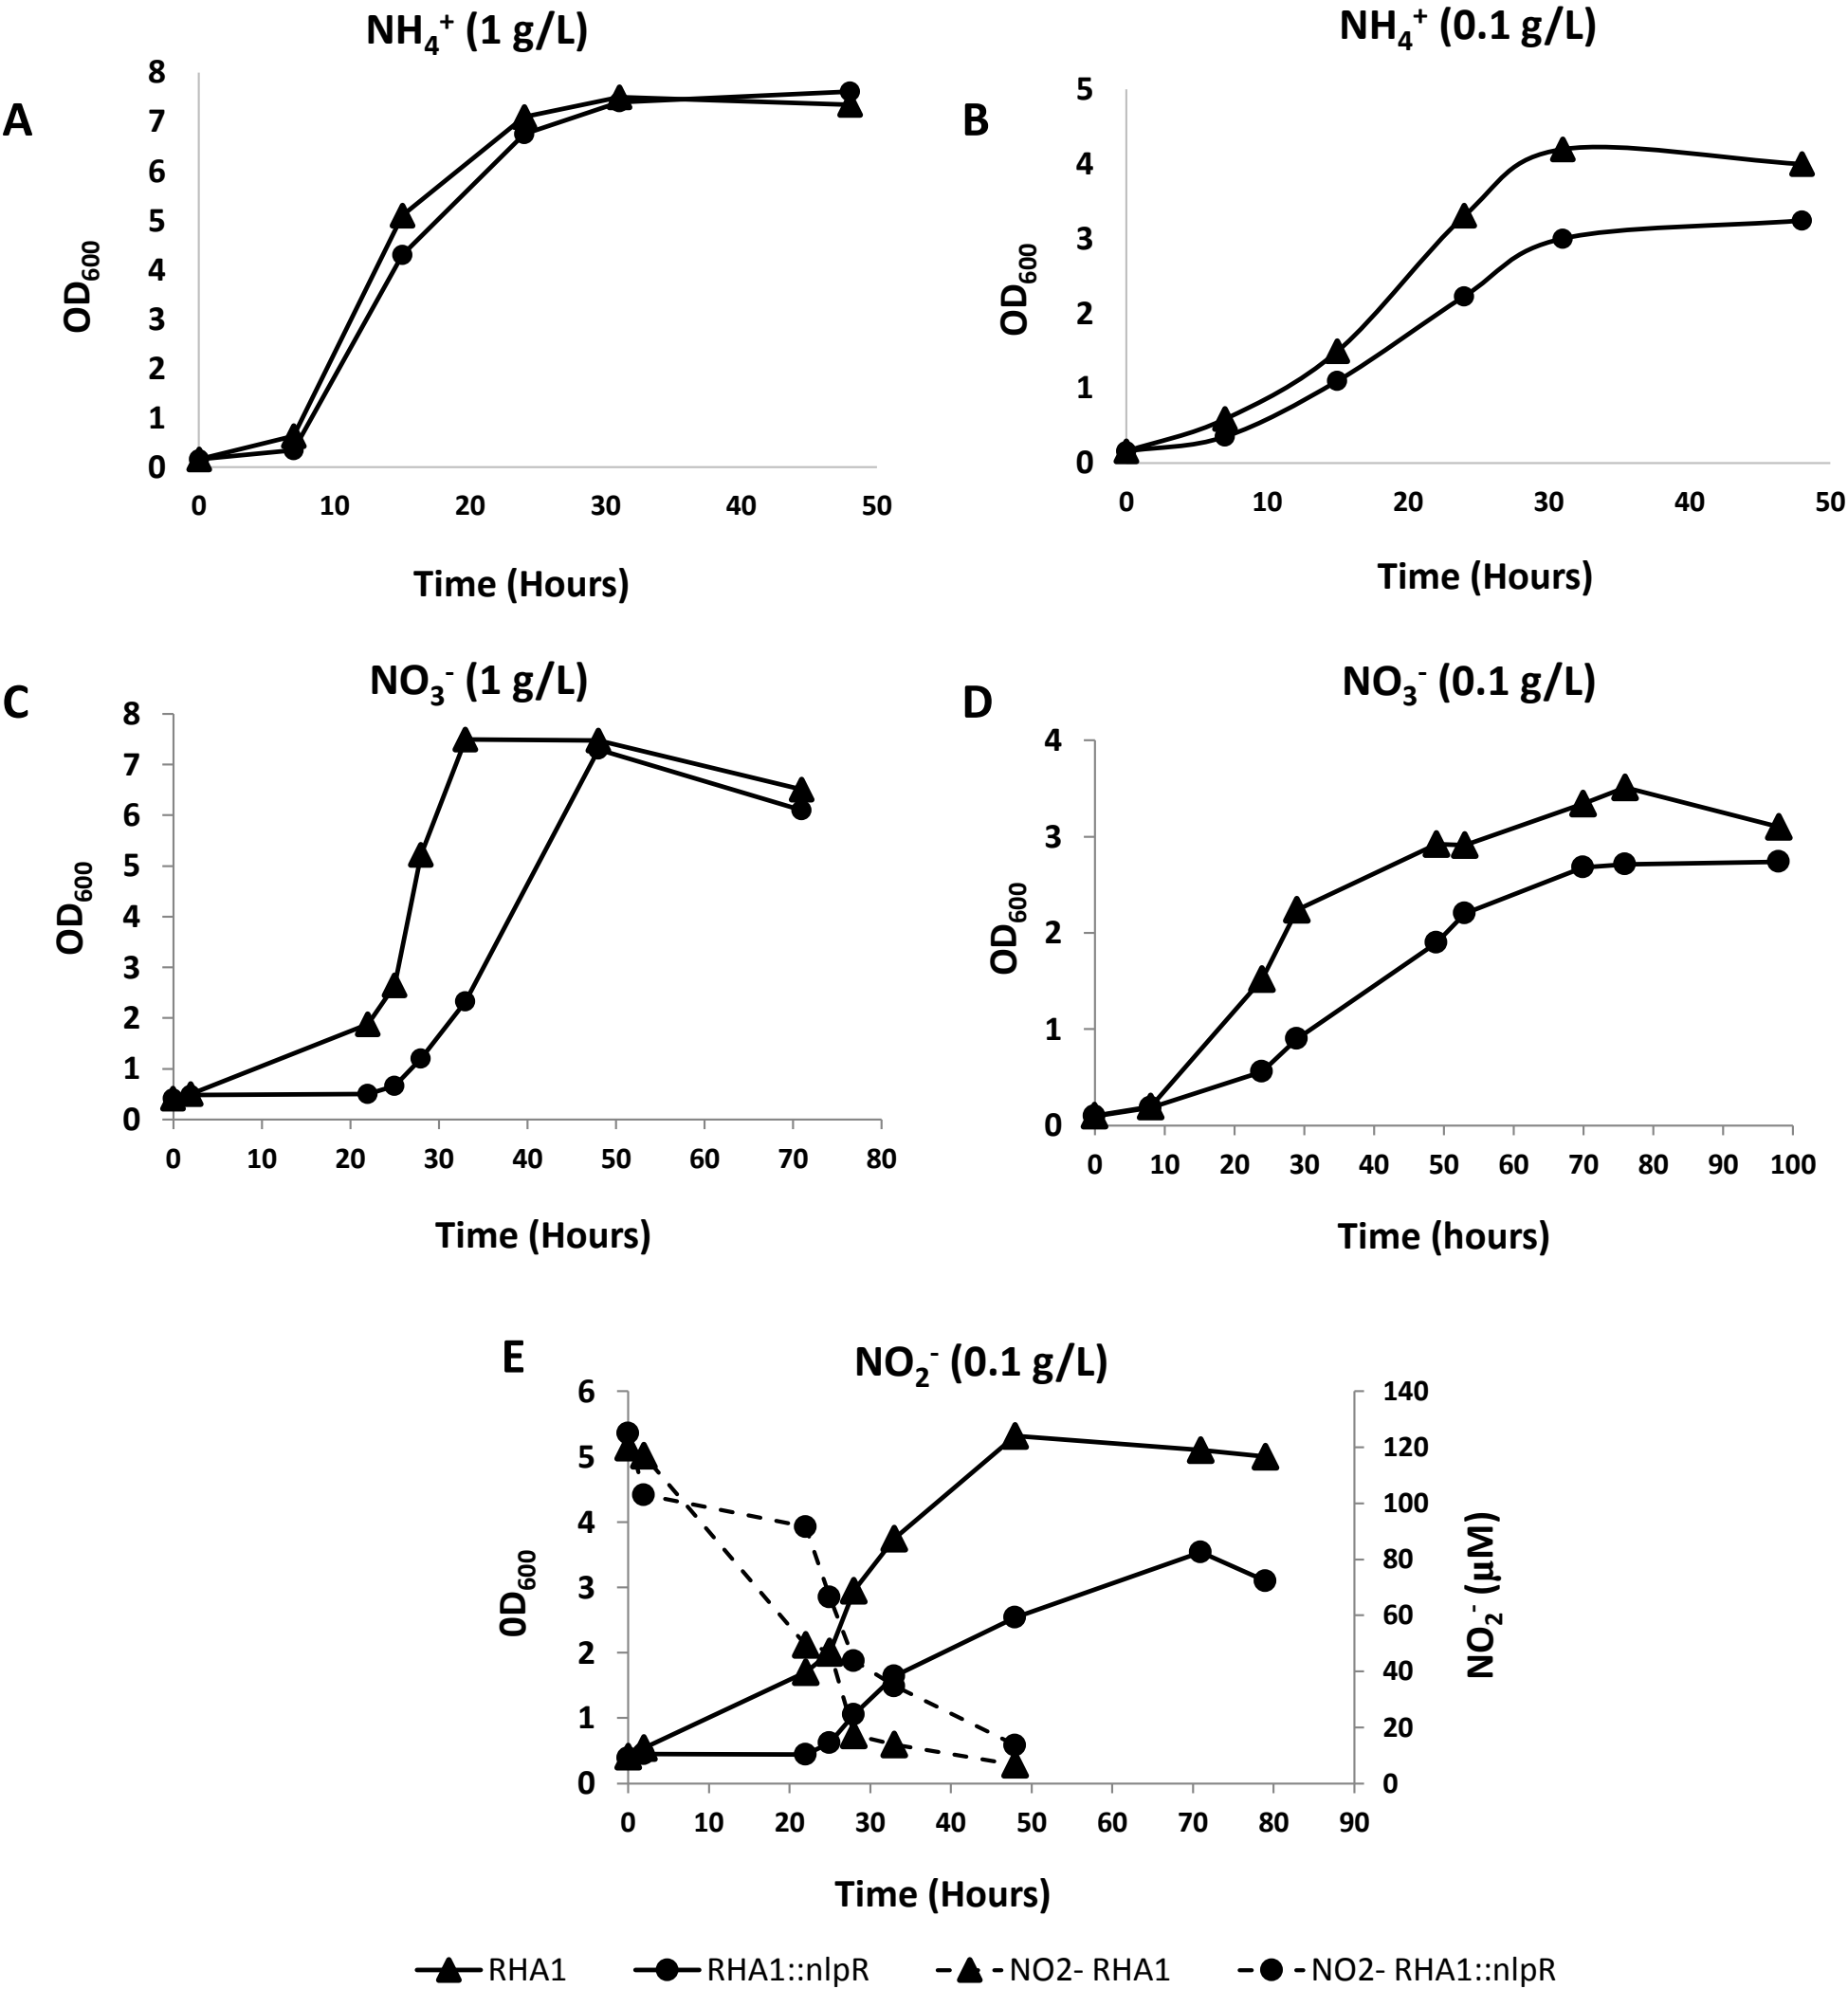 NH₄⁺ (1 g/L)
A
8
7
6
5
4
3
2
1
0
OD₆₀₀
0 10 20 30 40 50
Time (Hours)
NH₄⁺ (0.1 g/L)
B
5
4
3
2
1
0
OD₆₀₀
0 10 20 30 40 50
Time (Hours)
NO₃⁻ (1 g/L)
C
8
7
6
5
4
3
2
1
0
OD₆₀₀
0 10 20 30 40 50 60 70 80
Time (Hours)
NO₃⁻ (0.1 g/L)
D
4
3
2
1
0
OD₆₀₀
0 10 20 30 40 50 60 70 80 90 100
Time (hours)
E
NO₂⁻ (0.1 g/L)
6
5
4
3
2
1
0
0D₆₀₀
140
120
100
80
60
40
20
0
NO₂⁻ (µM)
0 10 20 30 40 50 60 70 80 90
Time (Hours)
RHA1 RHA1::nlpR NO2- RHA1 NO2- RHA1::nlpR